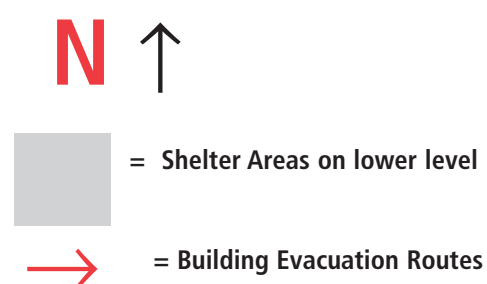 N
= Shelter Areas on lower level
= Building Evacuation Routes